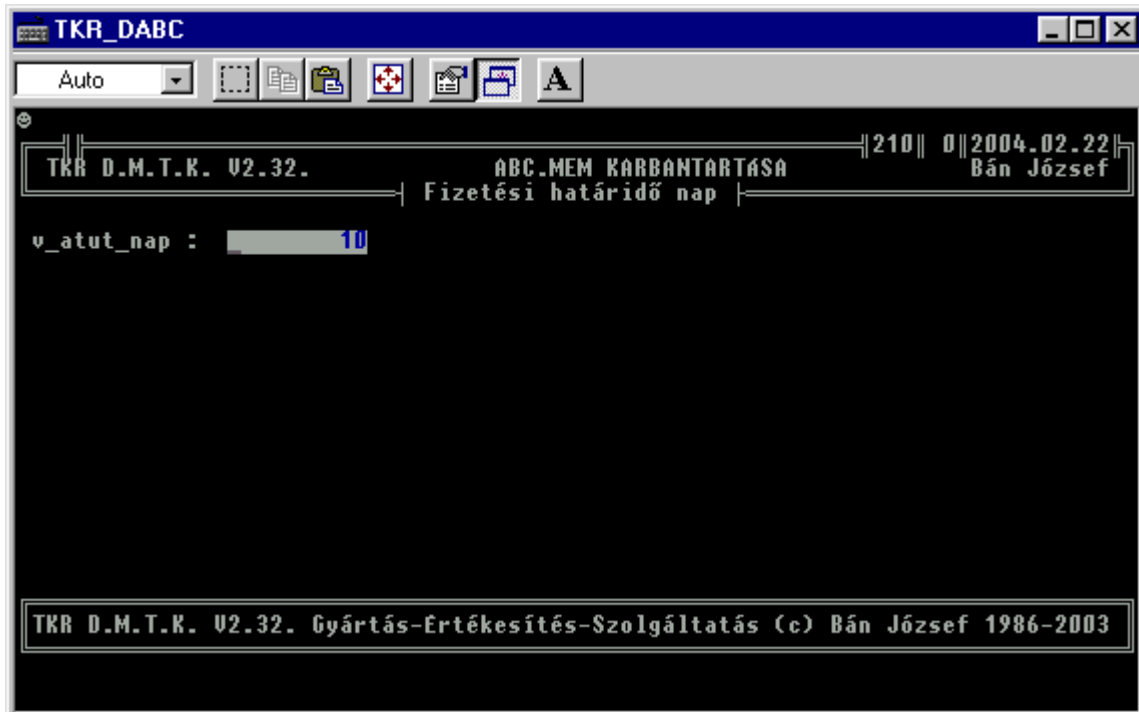 TKR_DABC
Auto
A
210 0 2004.02.22
TKR D.M.T.K. V2.32. ABC.MEM KARBANTARTáSA Bán József
Fizetési határidő nap
v_atut_nap : 10
TKR D.M.T.K. V2.32. Gyártás-Értékesítés-Szolgáltatás (c) Bán József 1986-2003